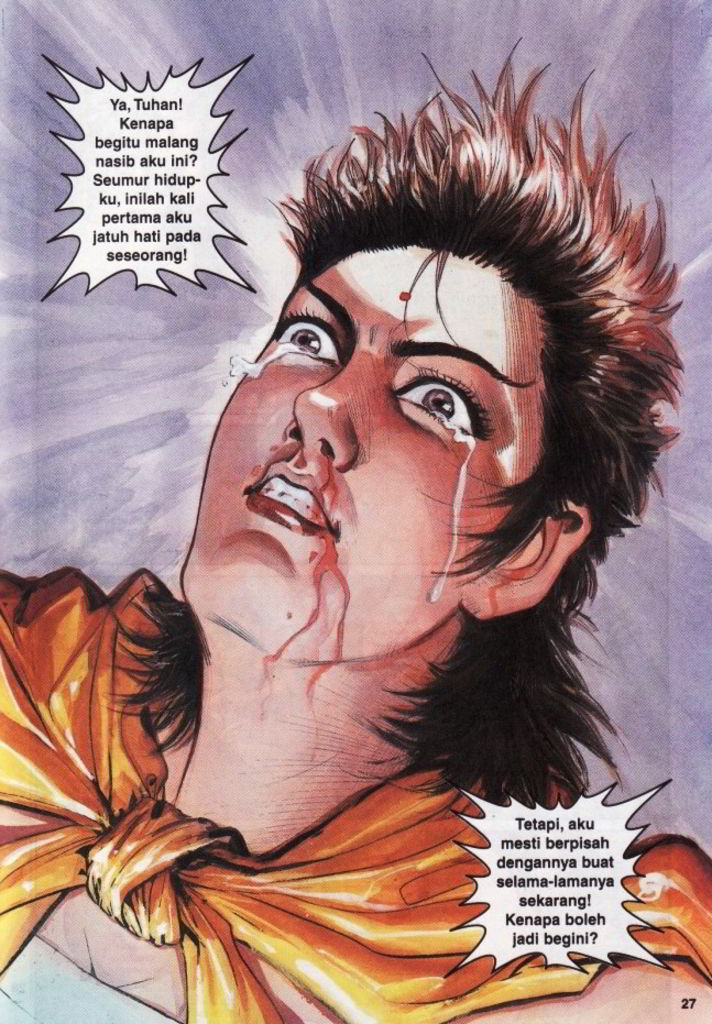 Ya, Tuhan!
Kenapa
begitu malang
nasib aku ini?
Seumur hidup-
ku, inilah kali
pertama aku
jatuh hati pada
seseorang!
Tetapi, aku
mesti berpisah
dengannya buat
selama-lamanya
sekarang!
Kenapa boleh
jadi begini?
27